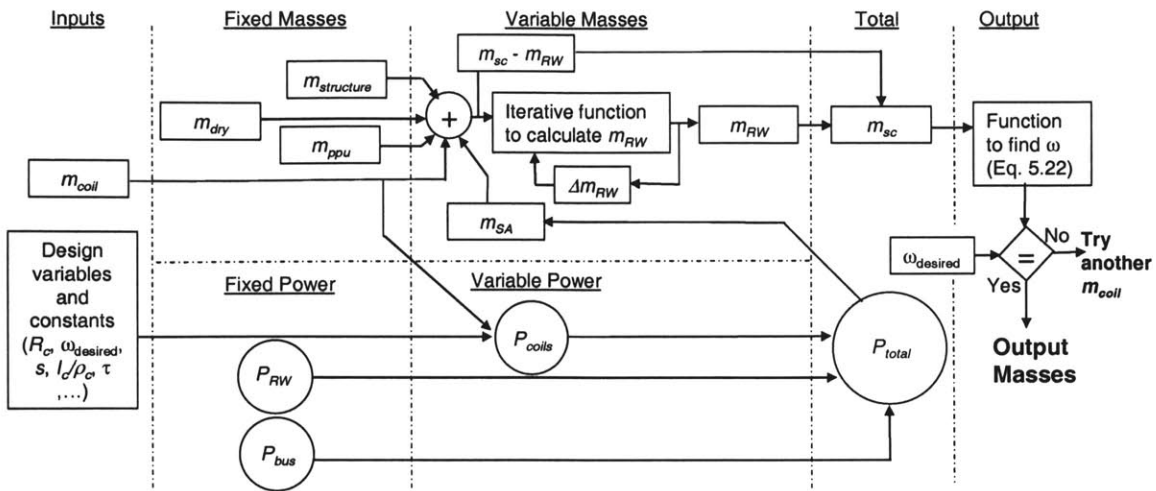 Inputs
Fixed Masses
Variable Masses
Total
Output
m_sc - m_RW
m_structure
m_dry
m_ppu
m_coil
+
Iterative function
to calculate m_RW
Δm_RW
m_RW
m_sc
m_SA
Function
to find ω
(Eq. 5.22)
ω_desired
=
No
Yes
Try
another
m_coil
Output
Masses
Design
variables
and
constants
(R_c, ω_desired,
s, I_c/ρ_c, τ
,...)
Fixed Power
Variable Power
P_coils
P_RW
P_bus
P_total